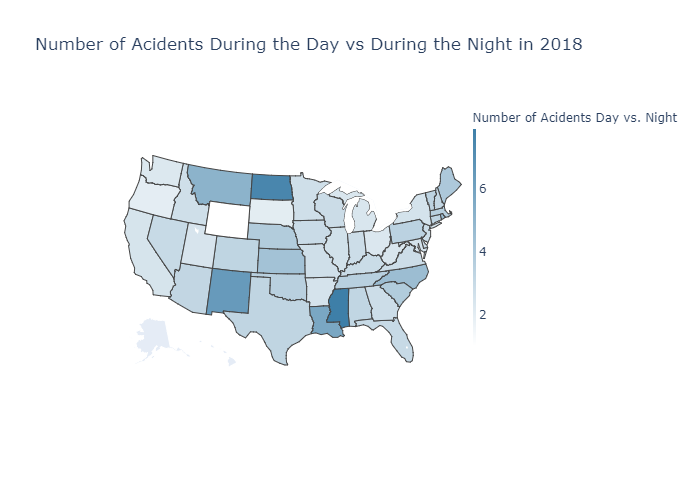 Number of Acidents During the Day vs During the Night in 2018
Number of Acidents Day vs. Night
6
4
2